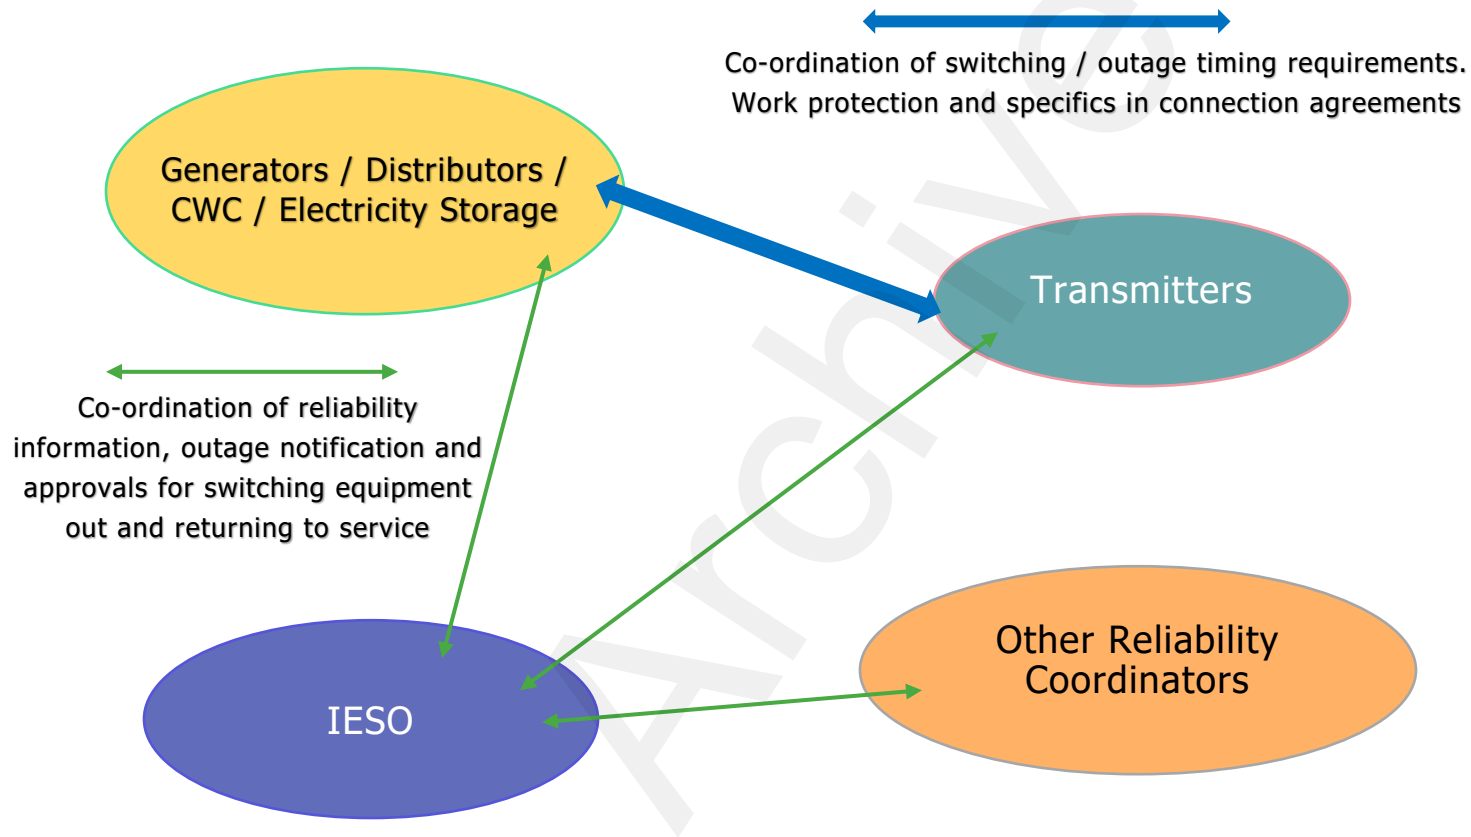 Co-ordination of switching / outage timing requirements.
Work protection and specifics in connection agreements
Generators / Distributors /
CWC / Electricity Storage
Transmitters
Co-ordination of reliability
information, outage notification and
approvals for switching equipment
out and returning to service
Other Reliability
Coordinators
IESO
Archive